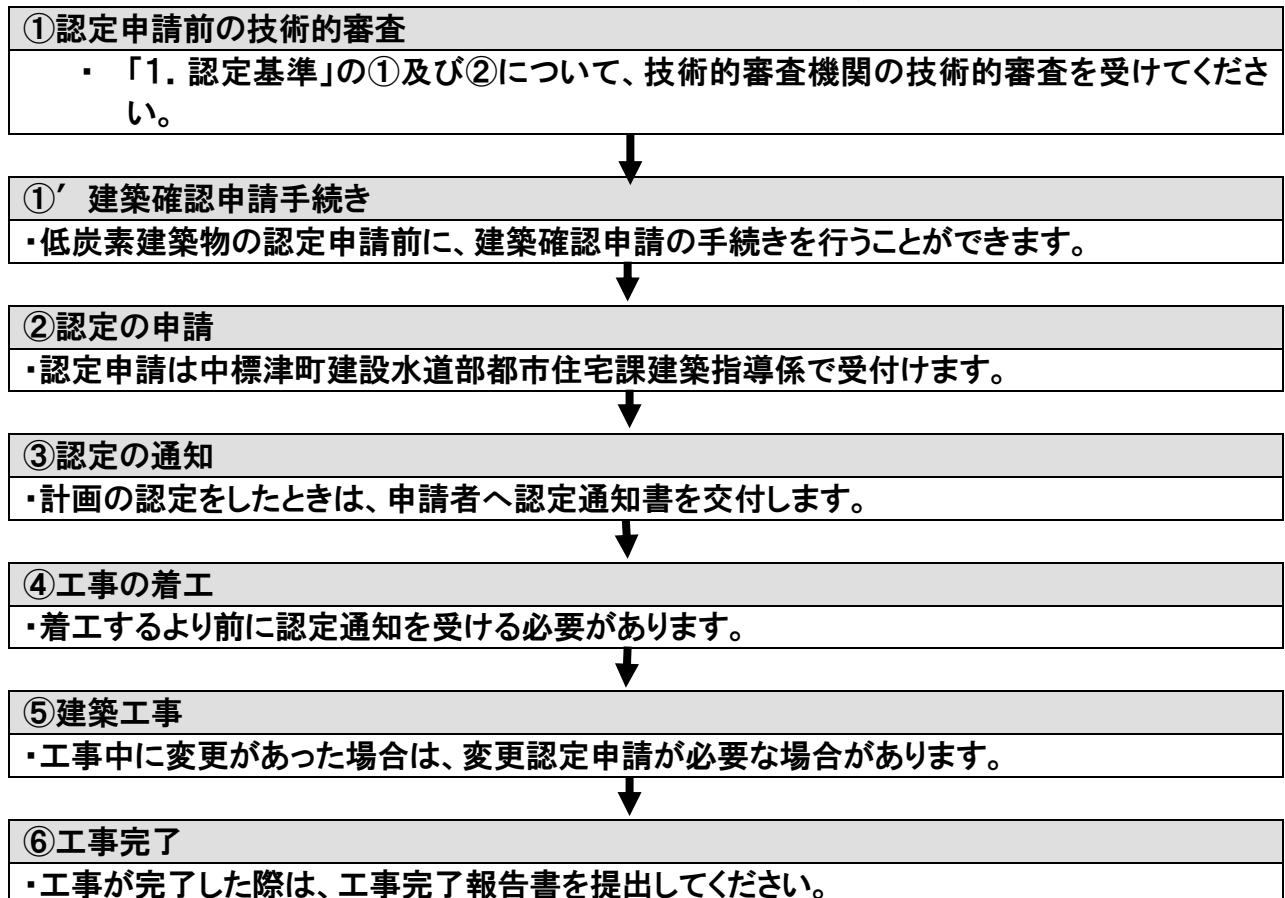 ①認定申請前の技術的審査
・ 「1．認定基準」の①及び②について、技術的審査機関の技術的審査を受けてくださ
い。
①′ 建築確認申請手続き
・低炭素建築物の認定申請前に、建築確認申請の手続きを行うことができます。
②認定の申請
・認定申請は中標津町建設水道部都市住宅課建築指導係で受付けます。
③認定の通知
・計画の認定をしたときは、申請者へ認定通知書を交付します。
④工事の着工
・着工するより前に認定通知を受ける必要があります。
⑤建築工事
・工事中に変更があった場合は、変更認定申請が必要な場合があります。
⑥工事完了
・工事が完了した際は、工事完了報告書を提出してください。